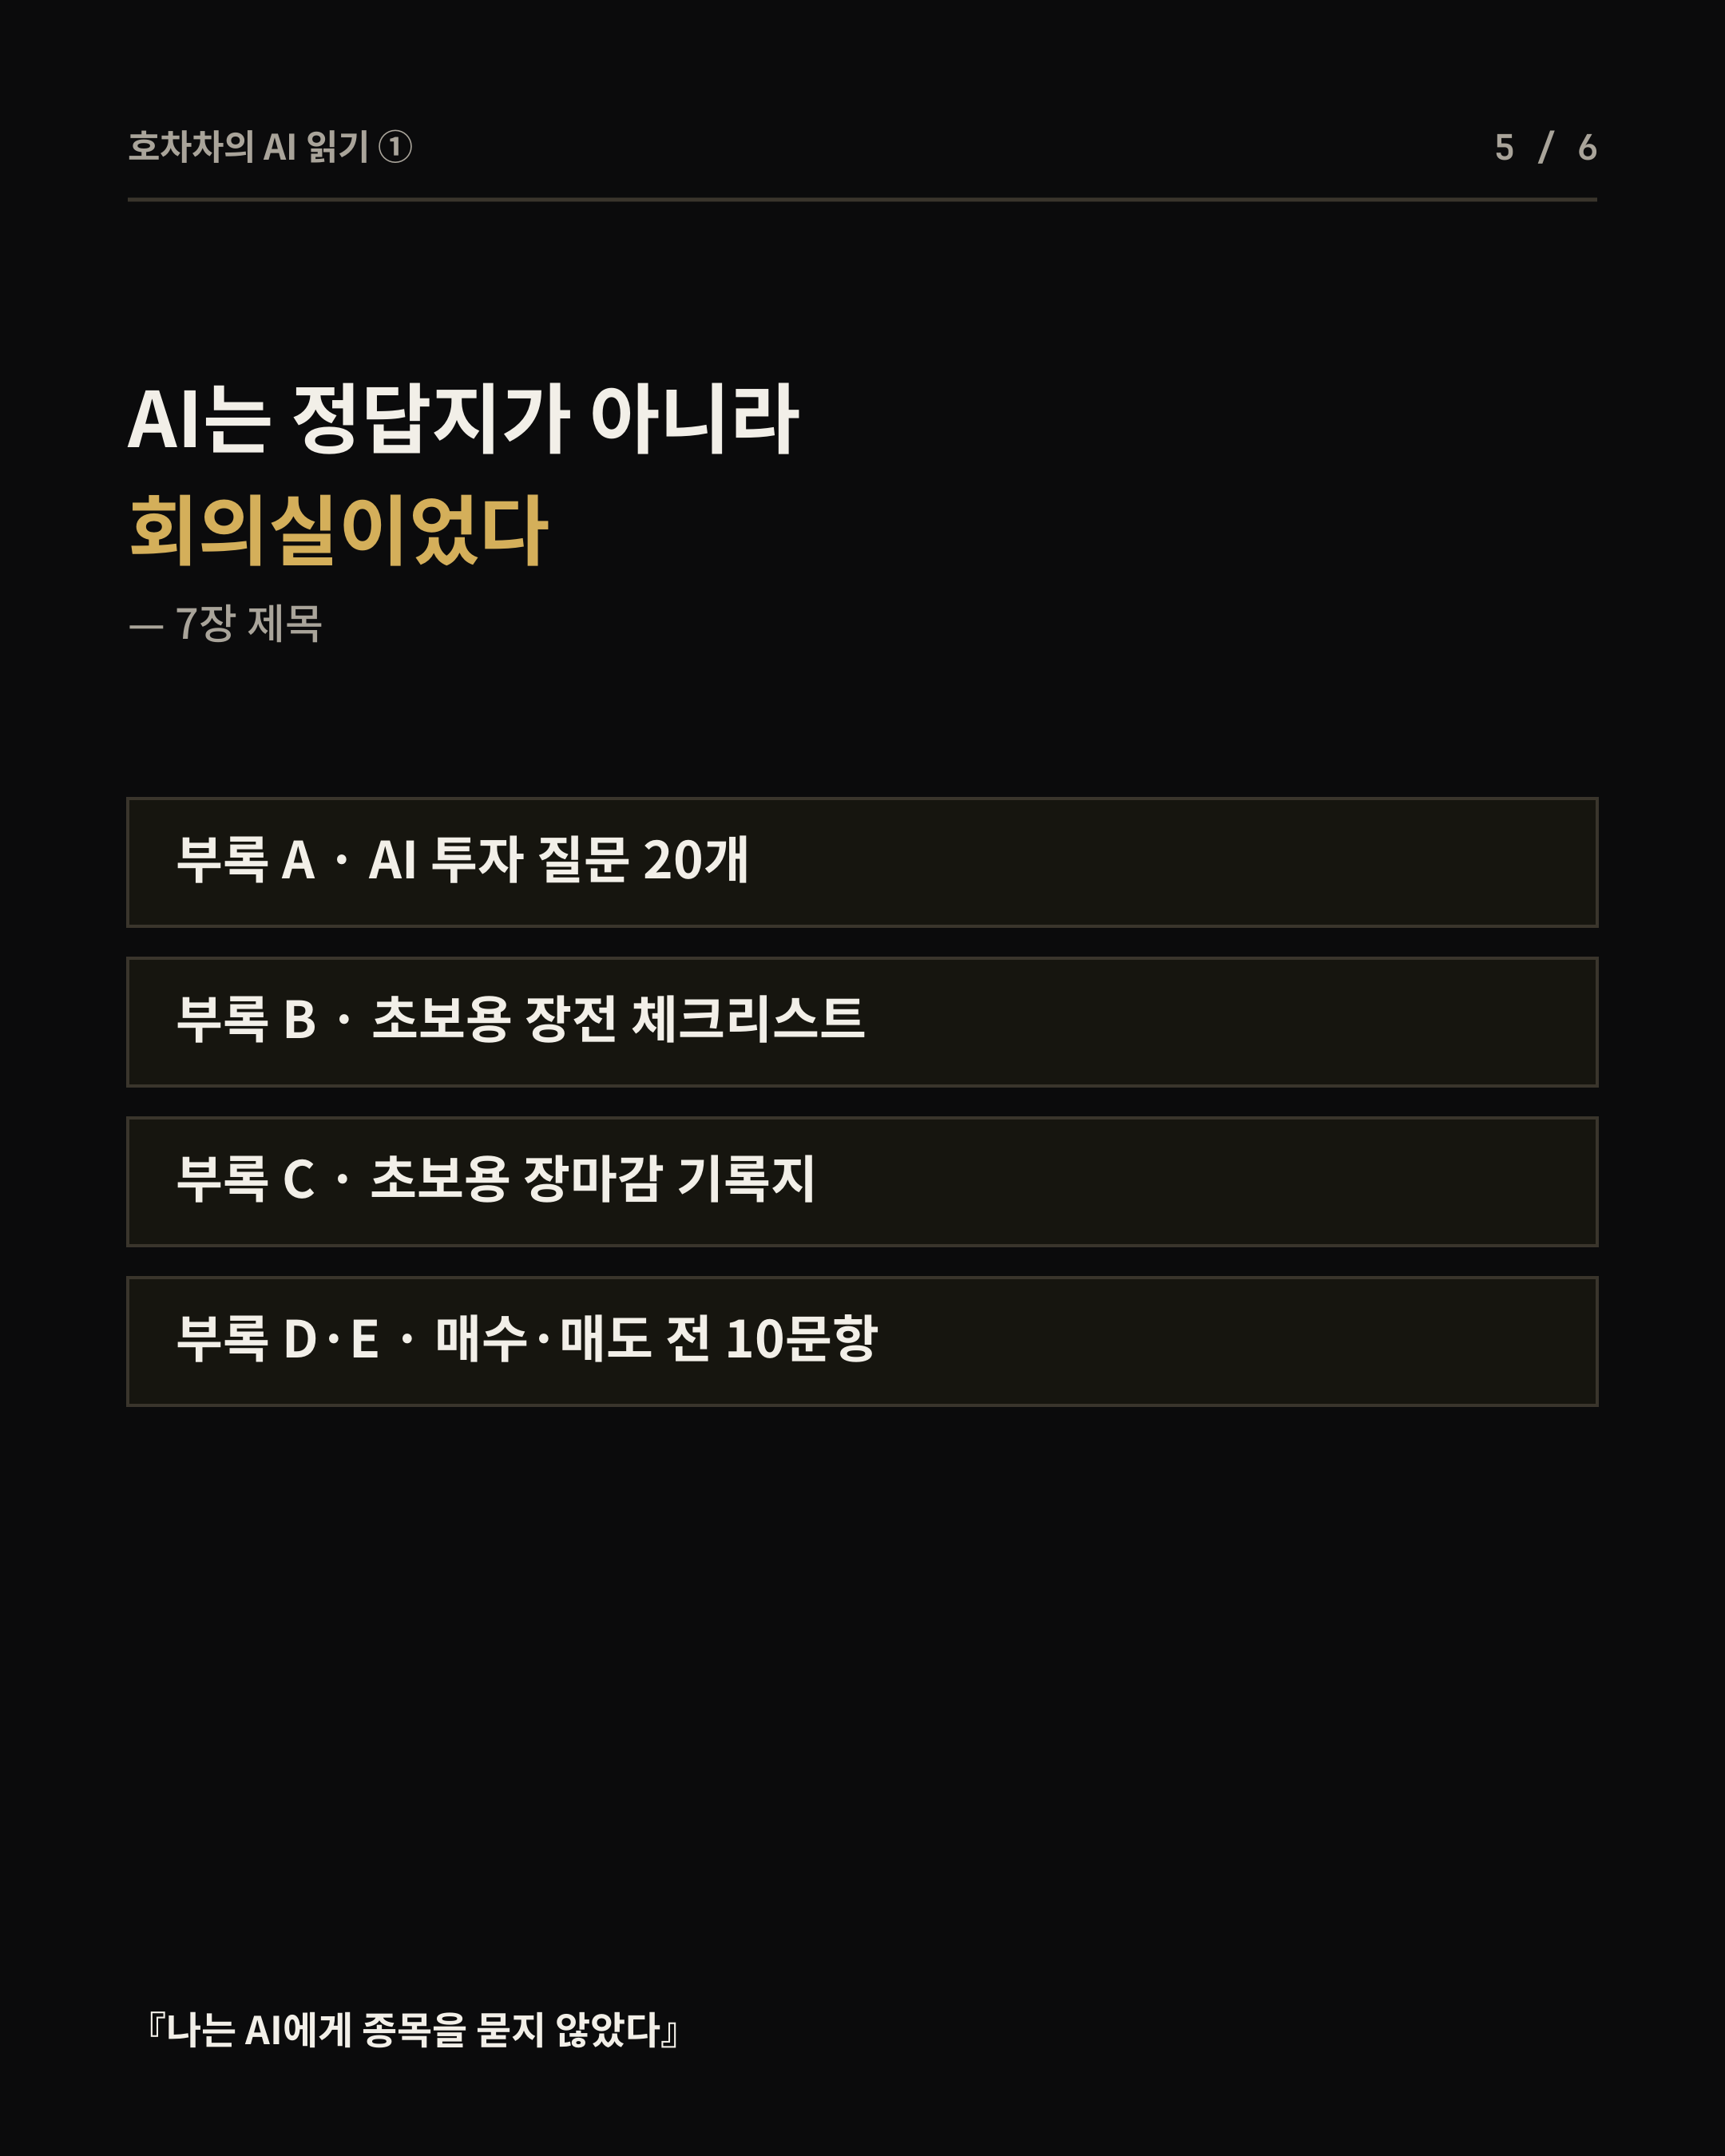 호차차의 AI 읽기 ①
5 / 6
AI는 정답지가 아니라
회의실이었다
— 7장 제목
부록 A · AI 투자 질문 20개
부록 B · 초보용 장전 체크리스트
부록 C · 초보용 장마감 기록지
부록 D·E · 매수·매도 전 10문항
『나는 AI에게 종목을 묻지 않았다』